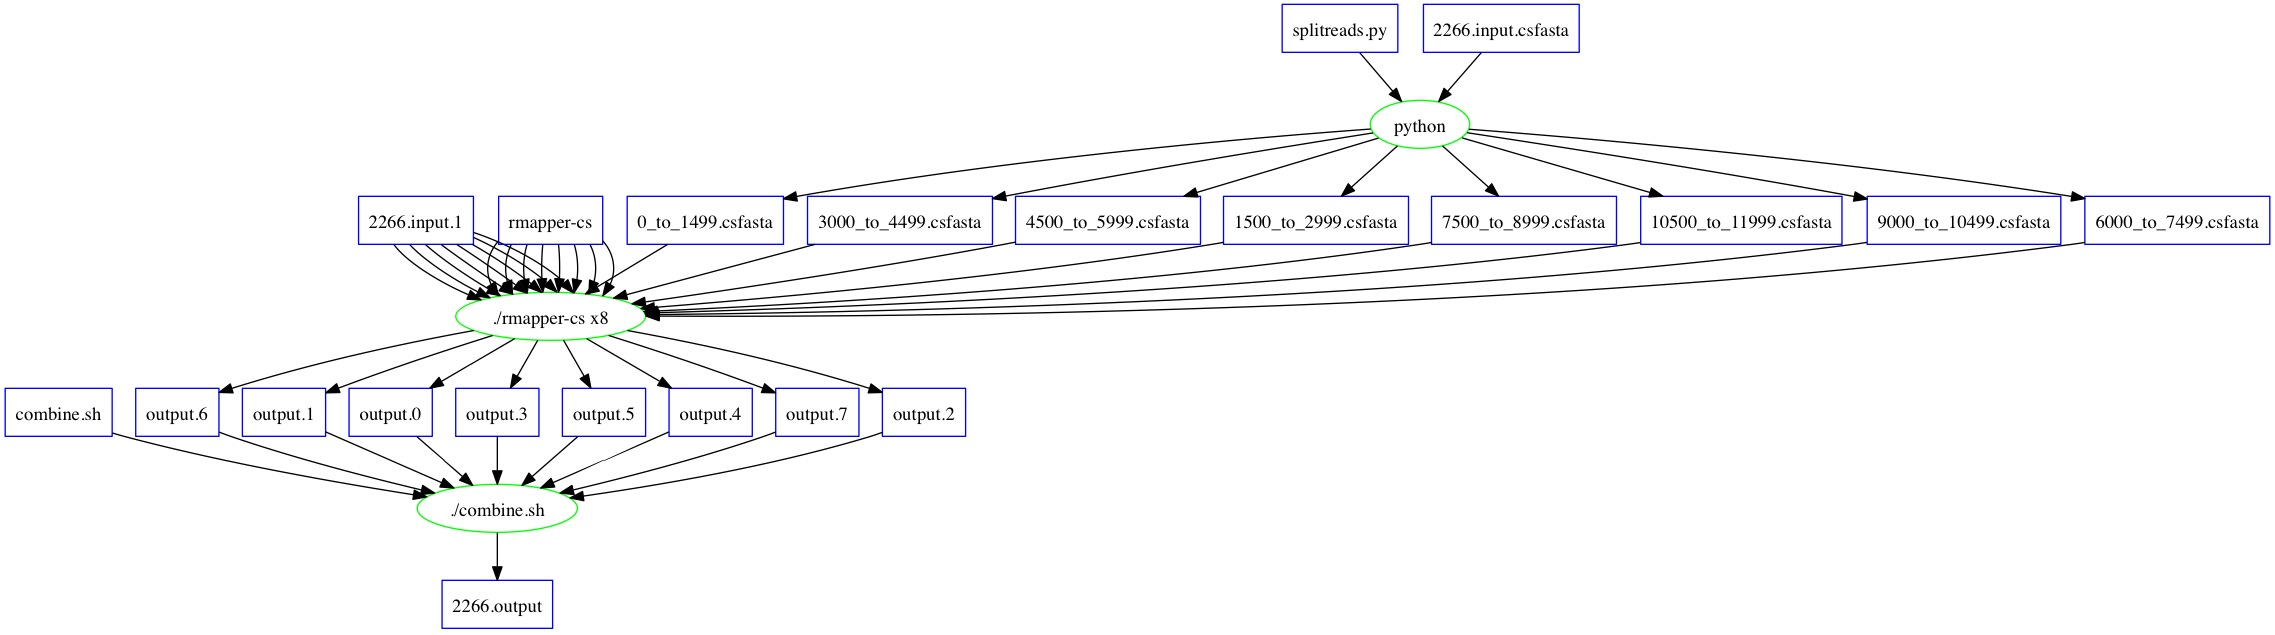 splitreads.py
2266.input.csfasta
python
2266.input.1
rmapper-cs
0_to_1499.csfasta
3000_to_4499.csfasta
4500_to_5999.csfasta
1500_to_2999.csfasta
7500_to_8999.csfasta
10500_to_11999.csfasta
9000_to_10499.csfasta
6000_to_7499.csfasta
./rmapper-cs x8
combine.sh
output.6
output.1
output.0
output.3
output.5
output.4
output.7
output.2
./combine.sh
2266.output